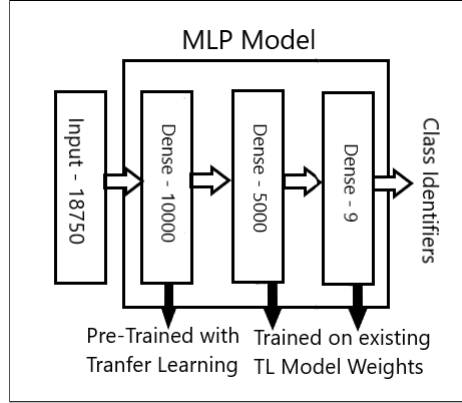 MLP Model
Input - 18750
Dense - 10000
Dense - 5000
Dense - 9
Class Identifiers
Pre-Trained with
Tranfer Learning
Trained on existing
TL Model Weights